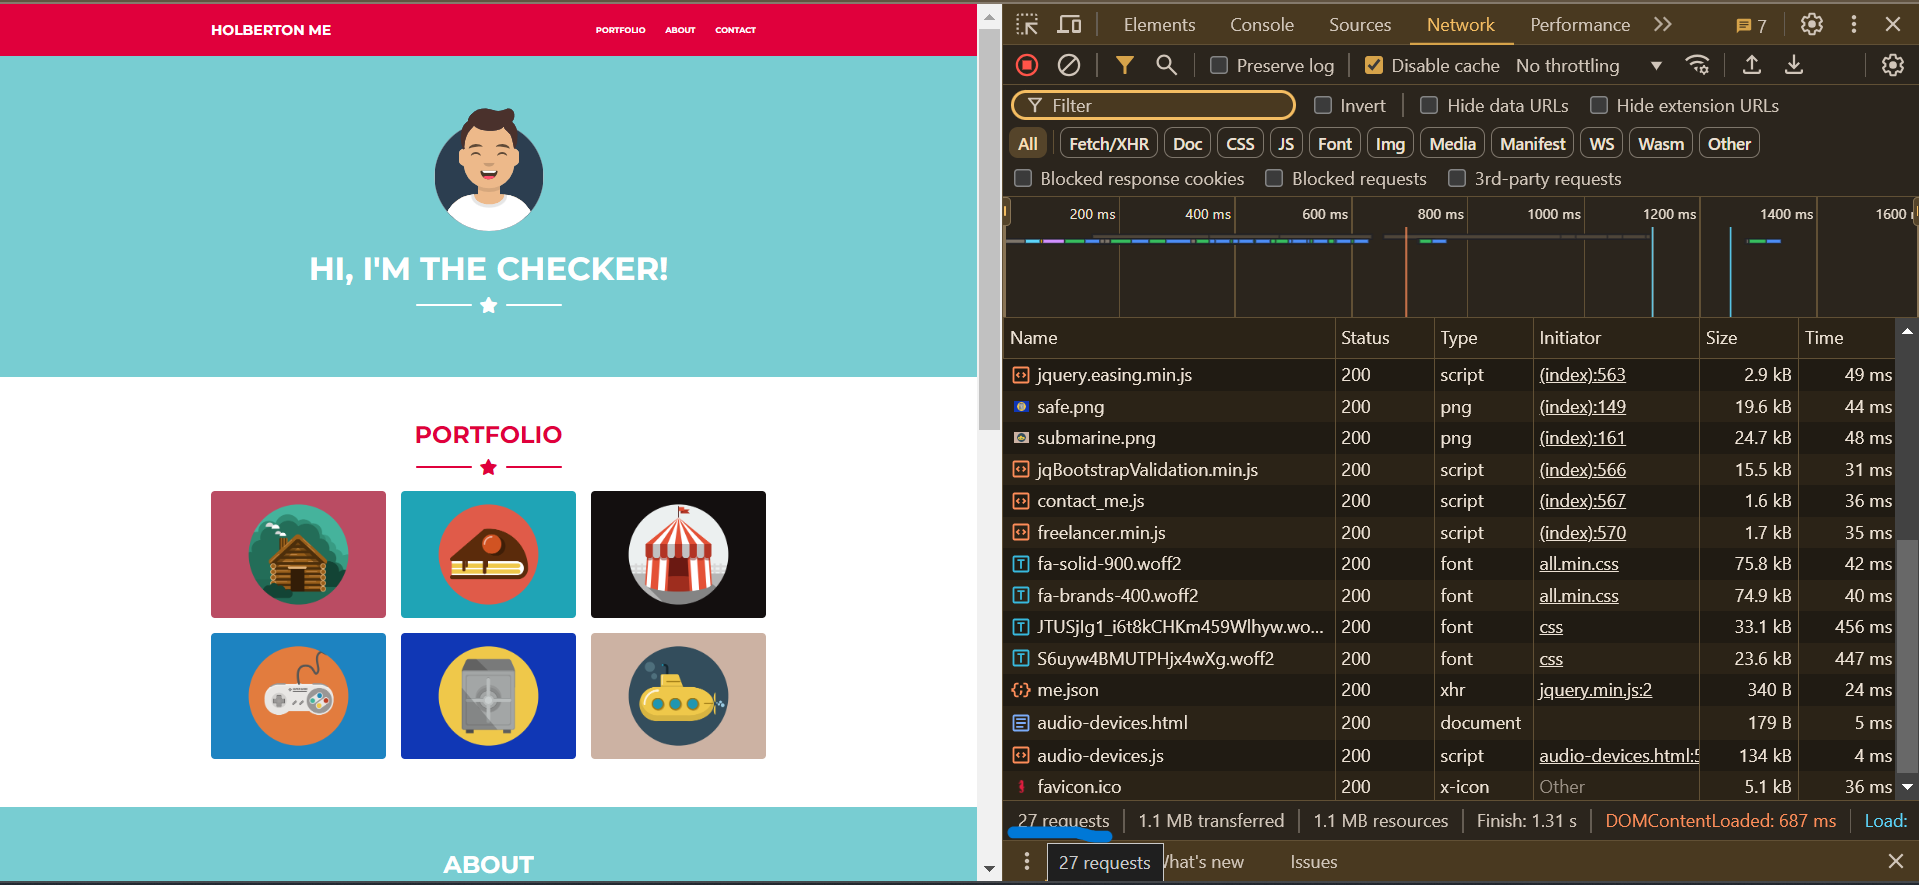 HOLBERTON ME
PORTFOLIO ABOUT CONTACT
HI, I'M THE CHECKER!
PORTFOLIO
ABOUT
Elements Console Sources Network Performance 7
Preserve log Disable cache No throttling
Filter Invert Hide data URLs Hide extension URLs
All Fetch/XHR Doc CSS JS Font Img Media Manifest WS Wasm Other
Blocked response cookies Blocked requests 3rd-party requests
200 ms 400 ms 600 ms 800 ms 1000 ms 1200 ms 1400 ms 1600
Name Status Type Initiator Size Time
jquery.easing.min.js 200 script (index):563 2.9 kB 49 ms
safe.png 200 png (index):149 19.6 kB 44 ms
submarine.png 200 png (index):161 24.7 kB 48 ms
jqBootstrapValidation.min.js 200 script (index):566 15.5 kB 31 ms
contact_me.js 200 script (index):567 1.6 kB 36 ms
freelancer.min.js 200 script (index):570 1.7 kB 35 ms
fa-solid-900.woff2 200 font all.min.css 75.8 kB 42 ms
fa-brands-400.woff2 200 font all.min.css 74.9 kB 40 ms
JTUSjIg1_i6t8kCHKm459Wlhyw.wo... 200 font css 33.1 kB 456 ms
S6uyw4BMUTPHjx4wXg.woff2 200 font css 23.6 kB 447 ms
me.json 200 xhr jquery.min.js:2 340 B 24 ms
audio-devices.html 200 document 179 B 5 ms
audio-devices.js 200 script audio-devices.html:5 134 kB 4 ms
favicon.ico 200 x-icon Other 5.1 kB 36 ms
27 requests 1.1 MB transferred 1.1 MB resources Finish: 1.31 s DOMContentLoaded: 687 ms Load:
27 requests hat's new Issues